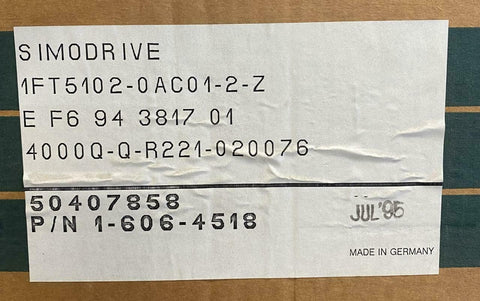 SIMODRIVE
1FT5102-0AC01-2-Z
E F6 94 3817 01
4000Q-Q-R221-020076
50407858
P/N 1-606-4518
JUL'95
MADE IN GERMANY